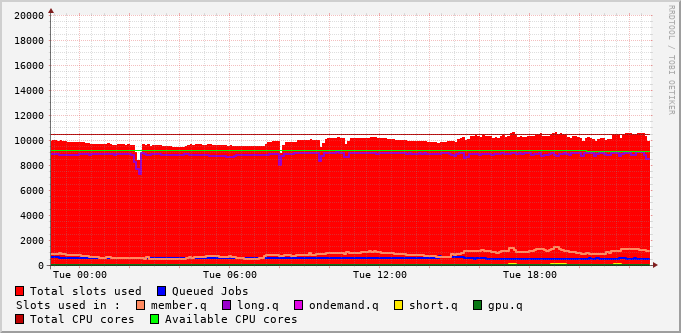 20000
18000
16000
14000
12000
10000
8000
6000
4000
2000
0
Tue 00:00 Tue 06:00 Tue 12:00 Tue 18:00
RRDTOOL / TOBI OETIKER
Total slots used Queued Jobs
Slots used in : member.q long.q ondemand.q short.q gpu.q
Total CPU cores Available CPU cores